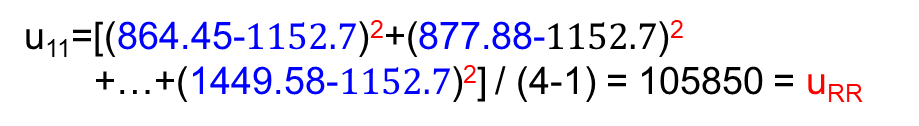 u₁₁=[(864.45-1152.7)²+(877.88-1152.7)²
+…+(1449.58-1152.7)²] / (4-1) = 105850 = u_RR